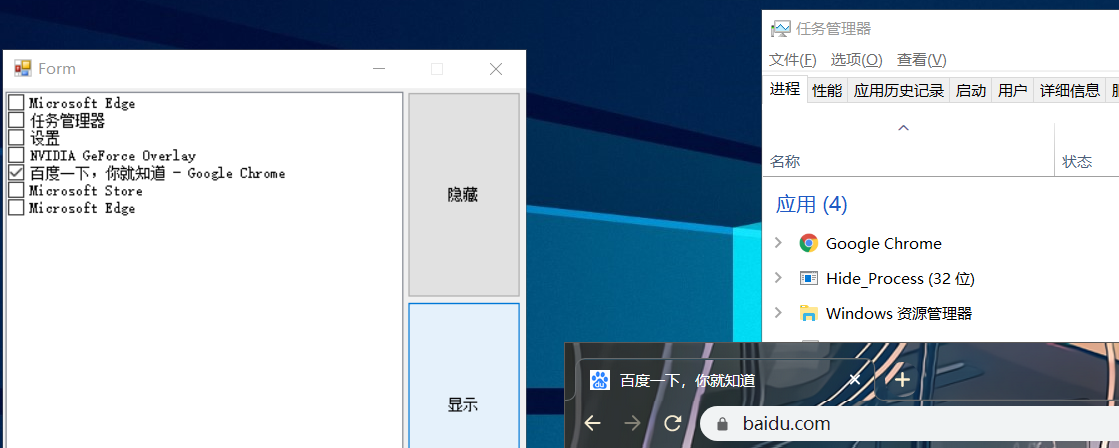 Form
Microsoft Edge
任务管理器
设置
NVIDIA GeForce Overlay
百度一下，你就知道 - Google Chrome
Microsoft Store
Microsoft Edge
隐藏
显示
任务管理器
文件(F) 选项(O) 查看(V)
进程 性能 应用历史记录 启动 用户 详细信息
名称 状态
应用 (4)
Google Chrome
Hide_Process (32 位)
Windows 资源管理器
百度一下，你就知道
baidu.com